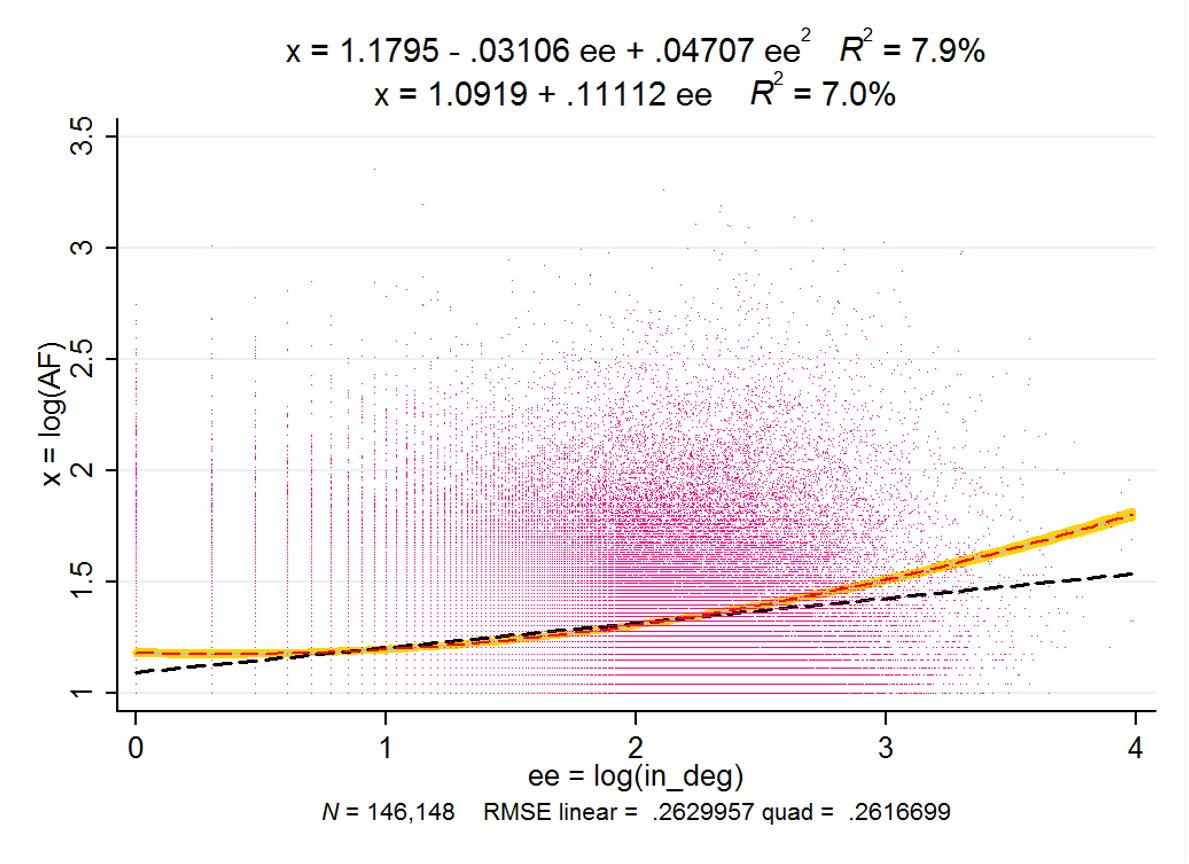 x = 1.1795 - .03106 ee + .04707 ee² R² = 7.9%
x = 1.0919 + .11112 ee R² = 7.0%
x = log(AF)
3.5
3
2.5
2
1.5
1
0 1 2 3 4
ee = log(in_deg)
N = 146,148 RMSE linear = .2629957 quad = .2616699